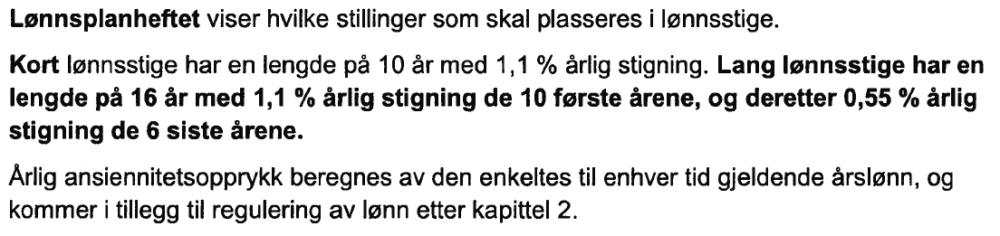 Lønnsplanheftet viser hvilke stillinger som skal plasseres i lønnsstige.
Kort lønnsstige har en lengde på 10 år med 1,1 % årlig stigning. Lang lønnsstige har en
lengde på 16 år med 1,1 % årlig stigning de 10 første årene, og deretter 0,55 % årlig
stigning de 6 siste årene.
Årlig ansiennitetsopprykk beregnes av den enkeltes til enhver tid gjeldende årslønn, og
kommer i tillegg til regulering av lønn etter kapittel 2.